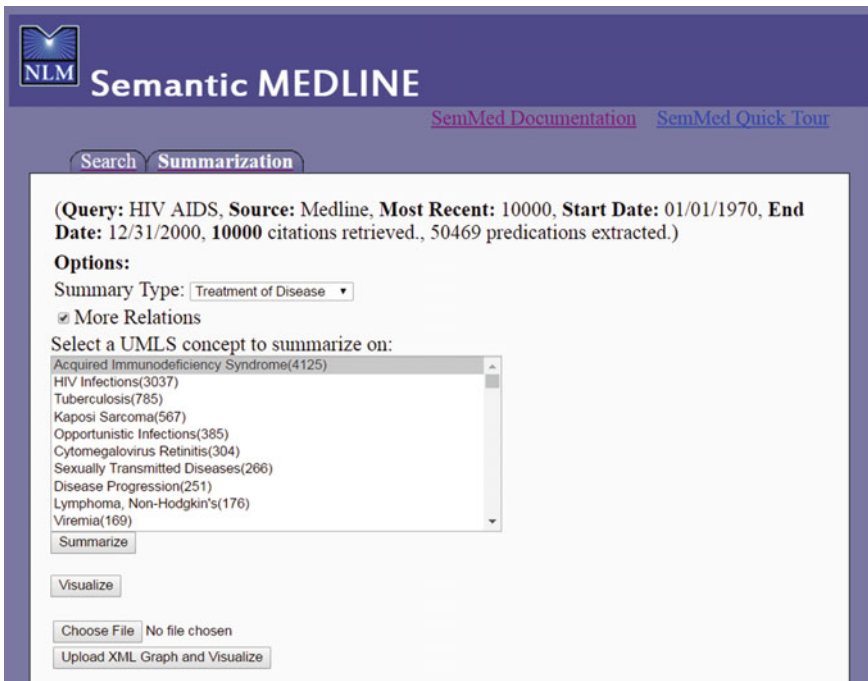 NLM
Semantic MEDLINE
SemMed Documentation SemMed Quick Tour
Search Summarization
(Query: HIV AIDS, Source: Medline, Most Recent: 10000, Start Date: 01/01/1970, End
Date: 12/31/2000, 10000 citations retrieved., 50469 predications extracted.)
Options:
Summary Type: Treatment of Disease
More Relations
Select a UMLS concept to summarize on:
Acquired Immunodeficiency Syndrome(4125)
HIV Infections(3037)
Tuberculosis(785)
Kaposi Sarcoma(567)
Opportunistic Infections(385)
Cytomegalovirus Retinitis(304)
Sexually Transmitted Diseases(266)
Disease Progression(251)
Lymphoma, Non-Hodgkin's(176)
Viremia(169)
Summarize
Visualize
Choose File No file chosen
Upload XML Graph and Visualize